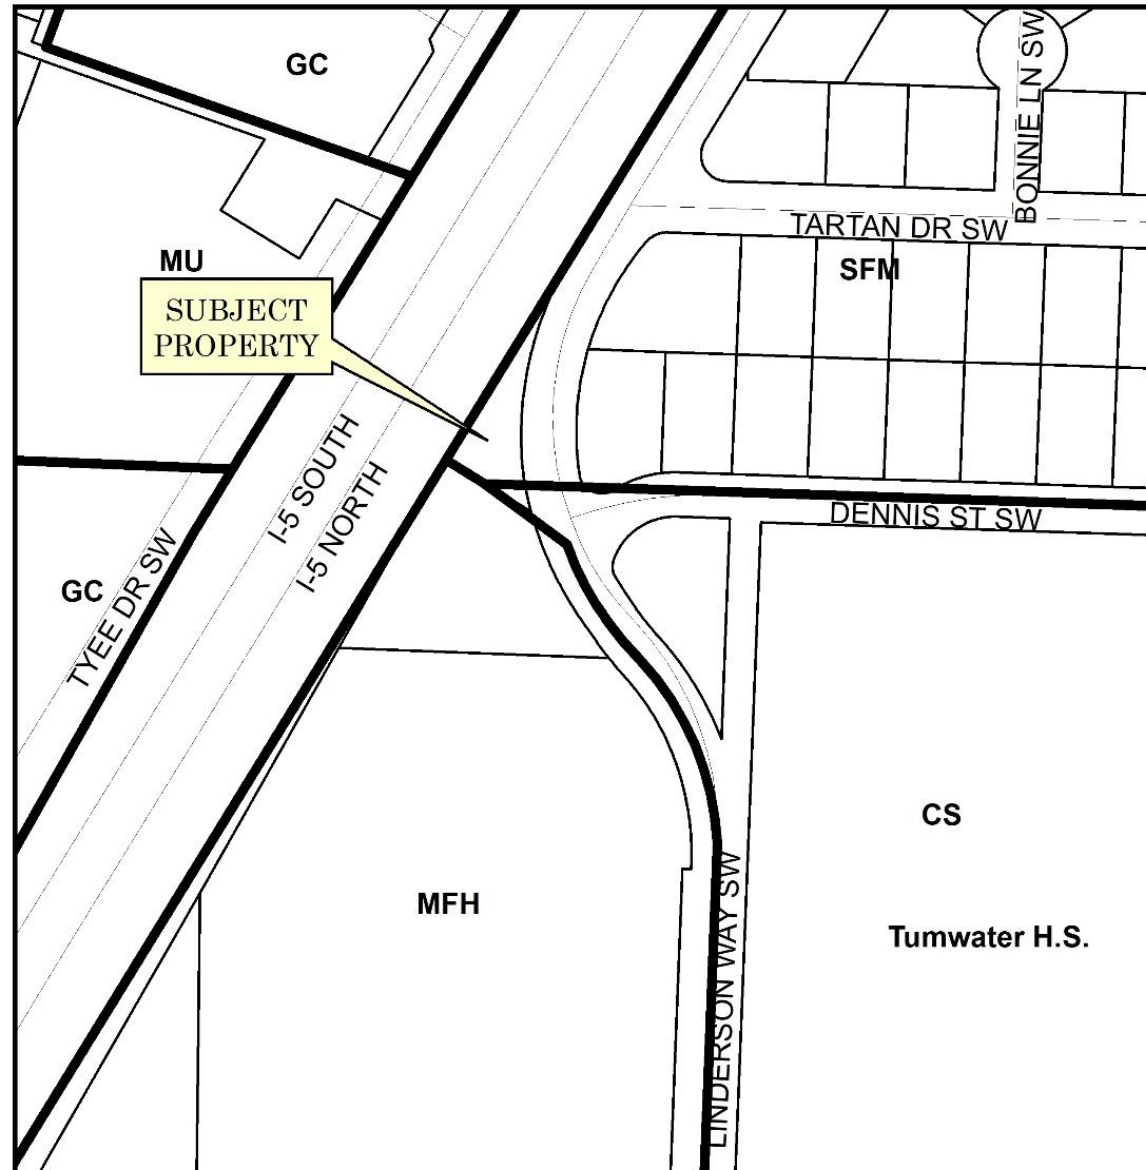 GC
BONNIE LN SW
TARTAN DR SW
MU
SFM
SUBJECT
PROPERTY
I-5 SOUTH
I-5 NORTH
DENNIS ST SW
TYEE DR SW
GC
CS
MFH
Tumwater H.S.
LINDERSON WAY SW